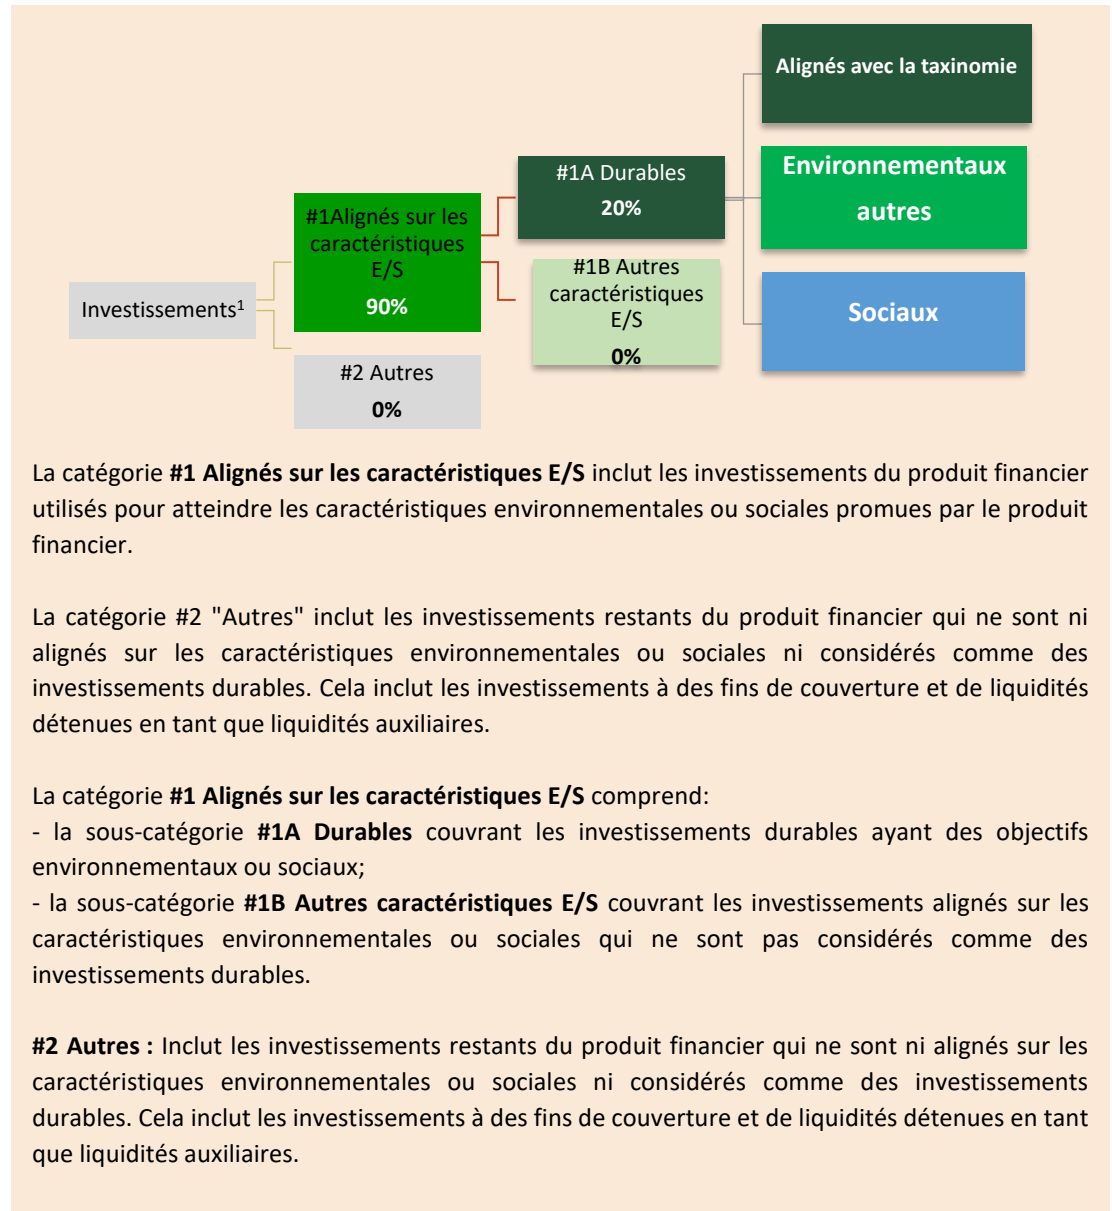 Alignés avec la taxinomie
#1A Durables
20%
Environnementaux
autres
#1Alignés sur les
caractéristiques
E/S
90%
#1B Autres
caractéristiques
E/S
0%
Investissements1
Sociaux
#2 Autres
0%
La catégorie #1 Alignés sur les caractéristiques E/S inclut les investissements du produit financier
utilisés pour atteindre les caractéristiques environnementales ou sociales promues par le produit
financier.
La catégorie #2 "Autres" inclut les investissements restants du produit financier qui ne sont ni
alignés sur les caractéristiques environnementales ou sociales ni considérés comme des
investissements durables. Cela inclut les investissements à des fins de couverture et de liquidités
détenues en tant que liquidités auxiliaires.
La catégorie #1 Alignés sur les caractéristiques E/S comprend:
- la sous-catégorie #1A Durables couvrant les investissements durables ayant des objectifs
environnementaux ou sociaux;
- la sous-catégorie #1B Autres caractéristiques E/S couvrant les investissements alignés sur les
caractéristiques environnementales ou sociales qui ne sont pas considérés comme des
investissements durables.
#2 Autres : Inclut les investissements restants du produit financier qui ne sont ni alignés sur les
caractéristiques environnementales ou sociales ni considérés comme des investissements
durables. Cela inclut les investissements à des fins de couverture et de liquidités détenues en tant
que liquidités auxiliaires.